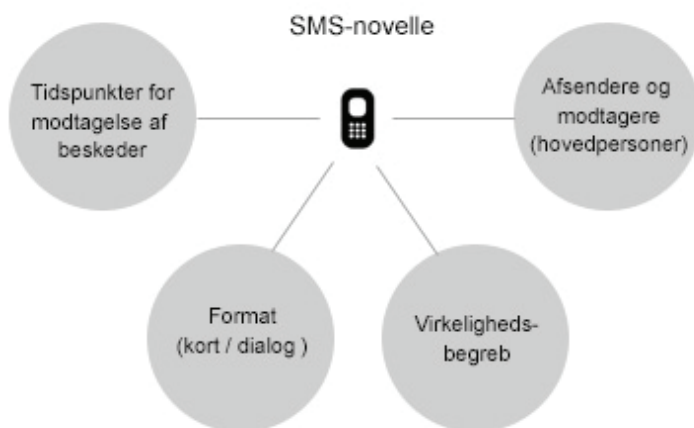 SMS-novelle
Tidspunkter for
modtagelse af
beskeder
Afsendere og
modtagere
(hovedpersoner)
Format
(kort / dialog )
Virkeligheds-
begreb